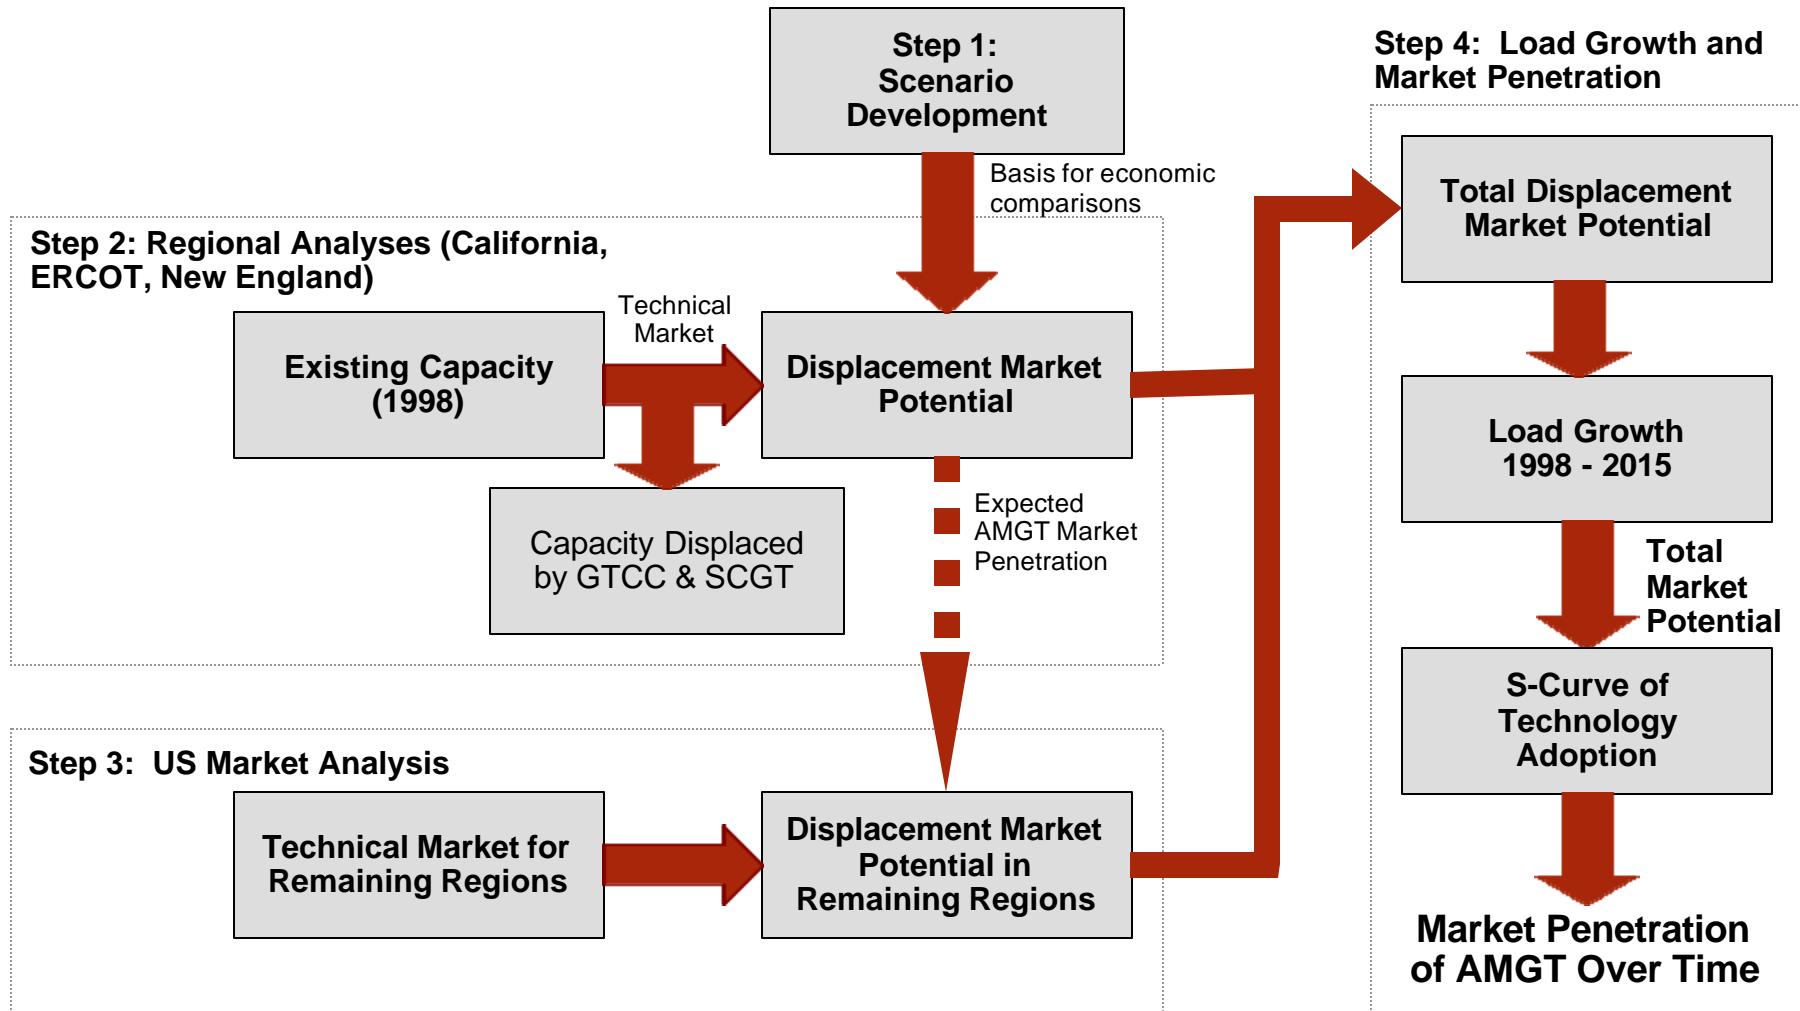 Step 1:
Scenario
Development
Basis for economic
comparisons
Step 2: Regional Analyses (California,
ERCOT, New England)
Existing Capacity
(1998)
Technical
Market
Displacement Market
Potential
Capacity Displaced
by GTCC & SCGT
Expected
AMGT Market
Penetration
Step 3:  US Market Analysis
Technical Market for
Remaining Regions
Displacement Market
Potential in
Remaining Regions
Step 4:  Load Growth and
Market Penetration
Total Displacement
Market Potential
Load Growth
1998 - 2015
Total
Market
Potential
S-Curve of
Technology
Adoption
Market Penetration
of AMGT Over Time